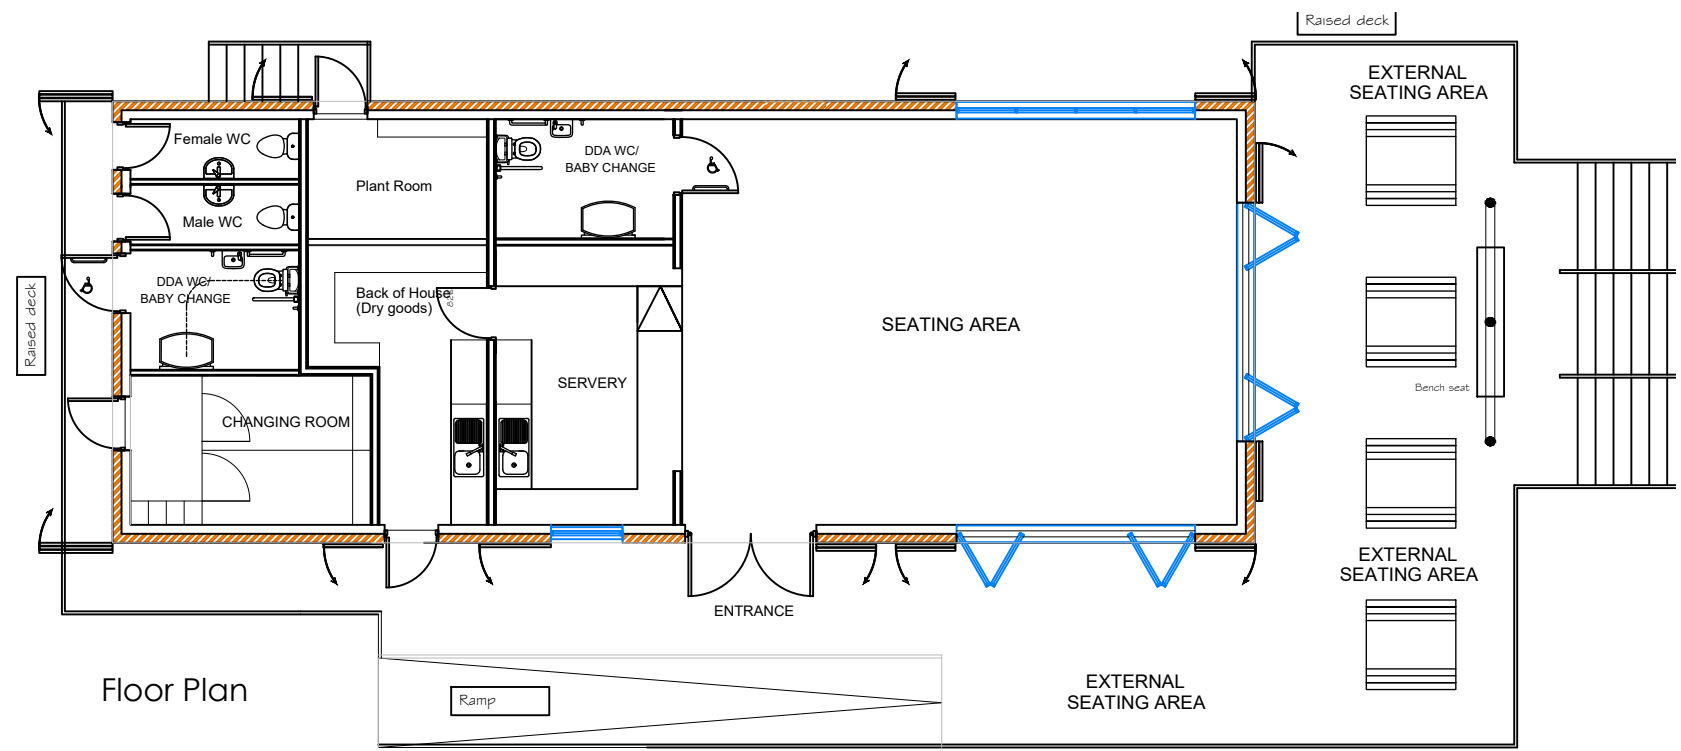 Raised deck
EXTERNAL
SEATING AREA
Female WC
DDA WC/
BABY CHANGE
Plant Room
Male WC
DDA WC/
BABY CHANGE
Raised deck
Back of House
(Dry goods)
826
SEATING AREA
SERVERY
Bench seat
CHANGING ROOM
EXTERNAL
SEATING AREA
ENTRANCE
Floor Plan
Ramp
EXTERNAL
SEATING AREA